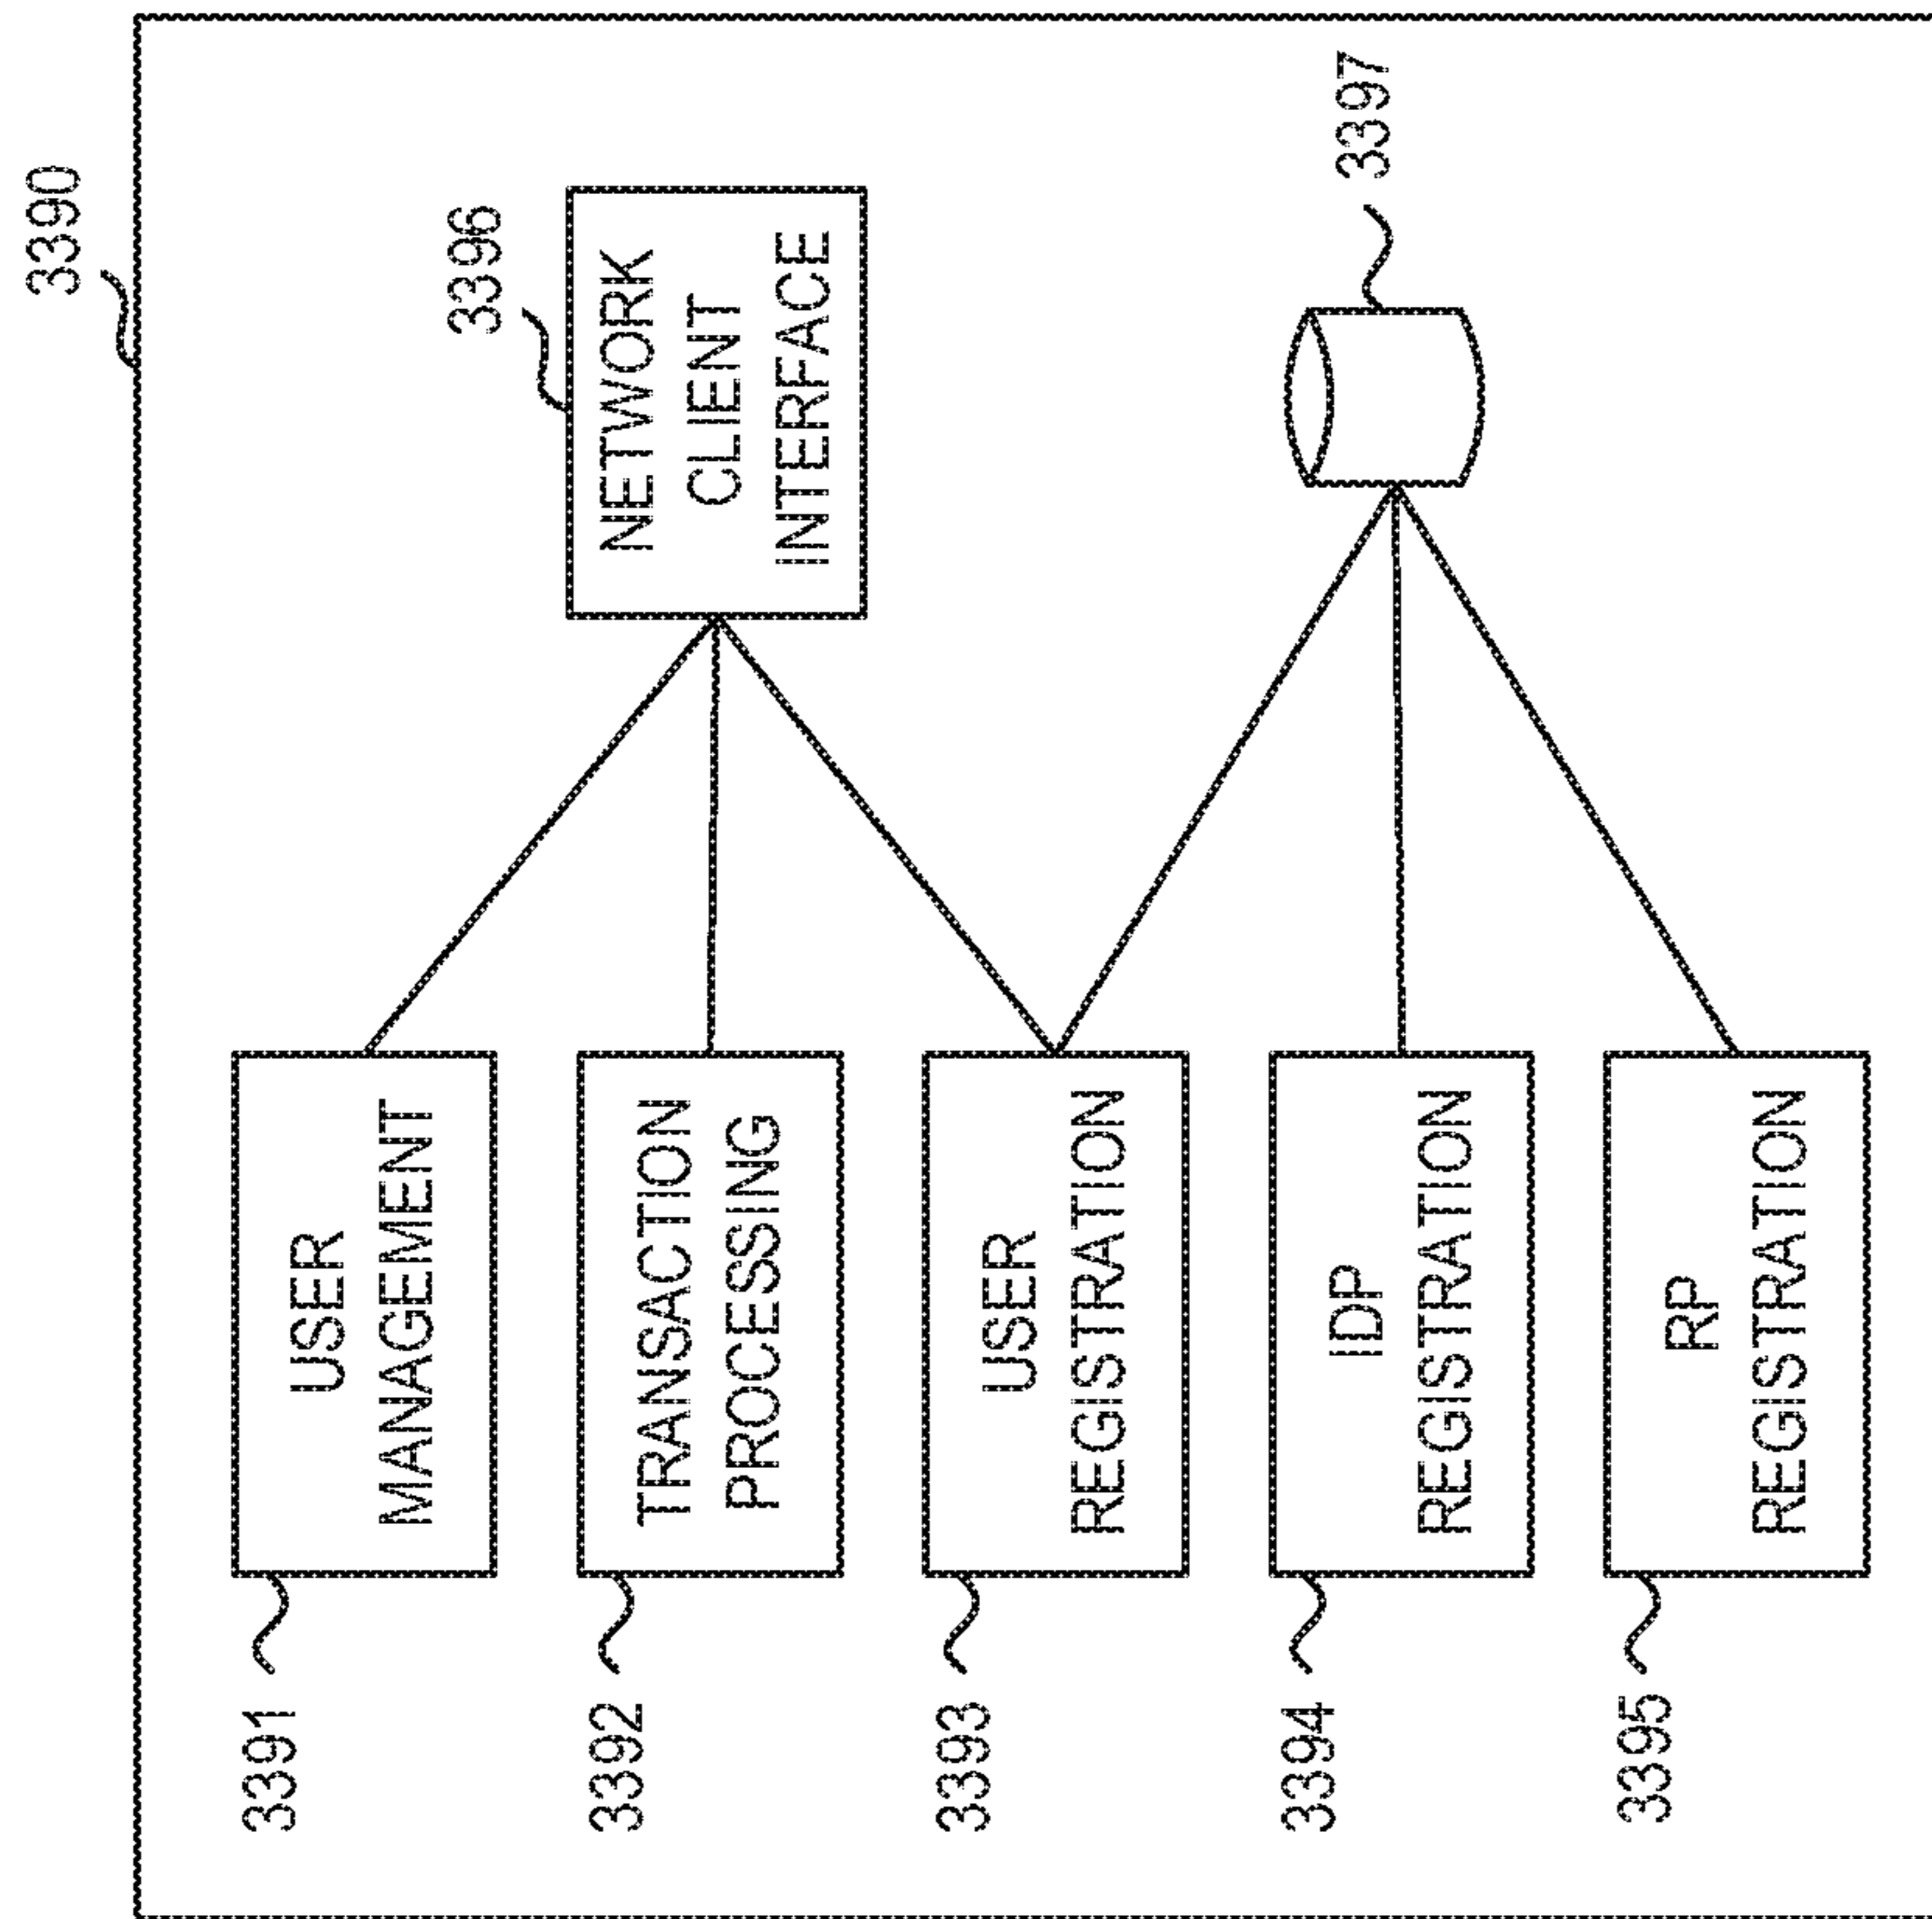 3390
3391
USER
MANAGEMENT
3392
TRANSACTION
PROCESSING
3393
USER
REGISTRATION
3394
IDP
REGISTRATION
3395
RP
REGISTRATION
3396
NETWORK
CLIENT
INTERFACE
3397